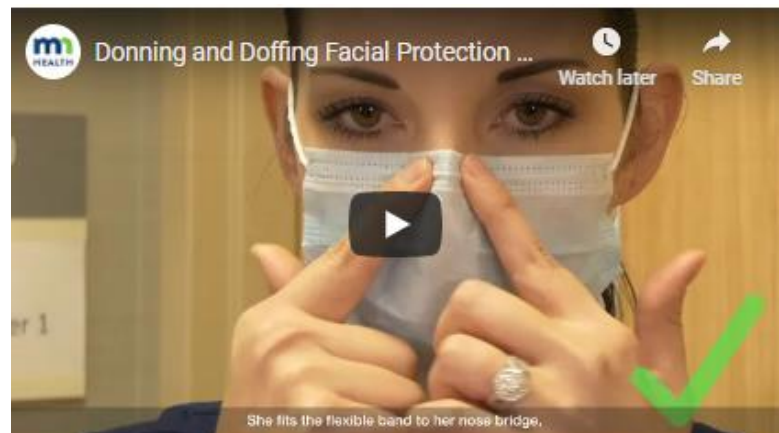 mn
HEALTH
Donning and Doffing Facial Protection ...
Watch later
Share
er 1
She fits the flexible band to her nose bridge.